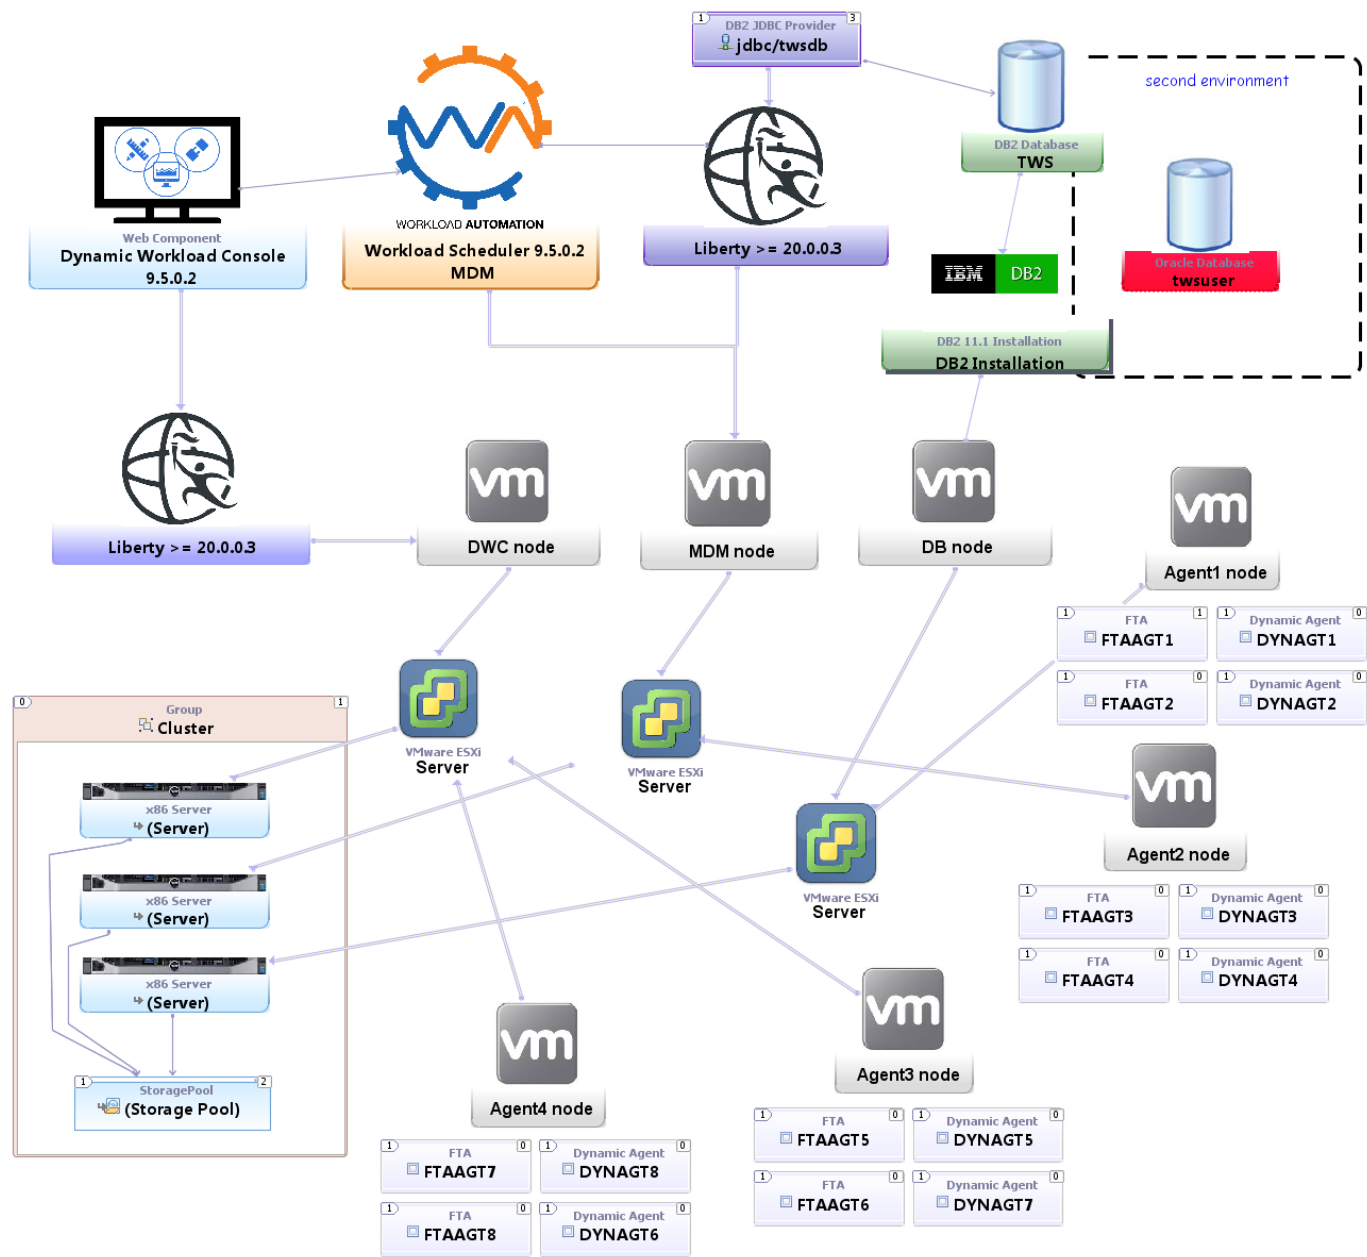 1
3
DB2 JDBC Provider
jdbc/twsdb
second environment
DB2 Database
TWS
WORKLOAD AUTOMATION
Web Component
Dynamic Workload Console
9.5.0.2
Workload Scheduler 9.5.0.2
MDM
Liberty >= 20.0.0.3
IBM
DB2
Oracle Database
twsuser
DB2 11.1 Installation
DB2 Installation
Liberty >= 20.0.0.3
vm
DWC node
vm
MDM node
vm
DB node
vm
Agent1 node
1
1
FTA
FTAAGT1
1
0
Dynamic Agent
DYNAGT1
1
0
FTA
FTAAGT2
1
0
Dynamic Agent
DYNAGT2
0
1
Group
Cluster
VMware ESXi
Server
VMware ESXi
Server
VMware ESXi
Server
x86 Server
(Server)
x86 Server
(Server)
x86 Server
(Server)
1
2
StoragePool
(Storage Pool)
vm
Agent2 node
1
0
FTA
FTAAGT3
1
0
Dynamic Agent
DYNAGT3
1
0
FTA
FTAAGT4
1
0
Dynamic Agent
DYNAGT4
vm
Agent3 node
1
0
FTA
FTAAGT5
1
0
Dynamic Agent
DYNAGT5
1
0
FTA
FTAAGT6
1
0
Dynamic Agent
DYNAGT7
vm
Agent4 node
1
0
FTA
FTAAGT7
1
0
Dynamic Agent
DYNAGT8
1
0
FTA
FTAAGT8
1
0
Dynamic Agent
DYNAGT6